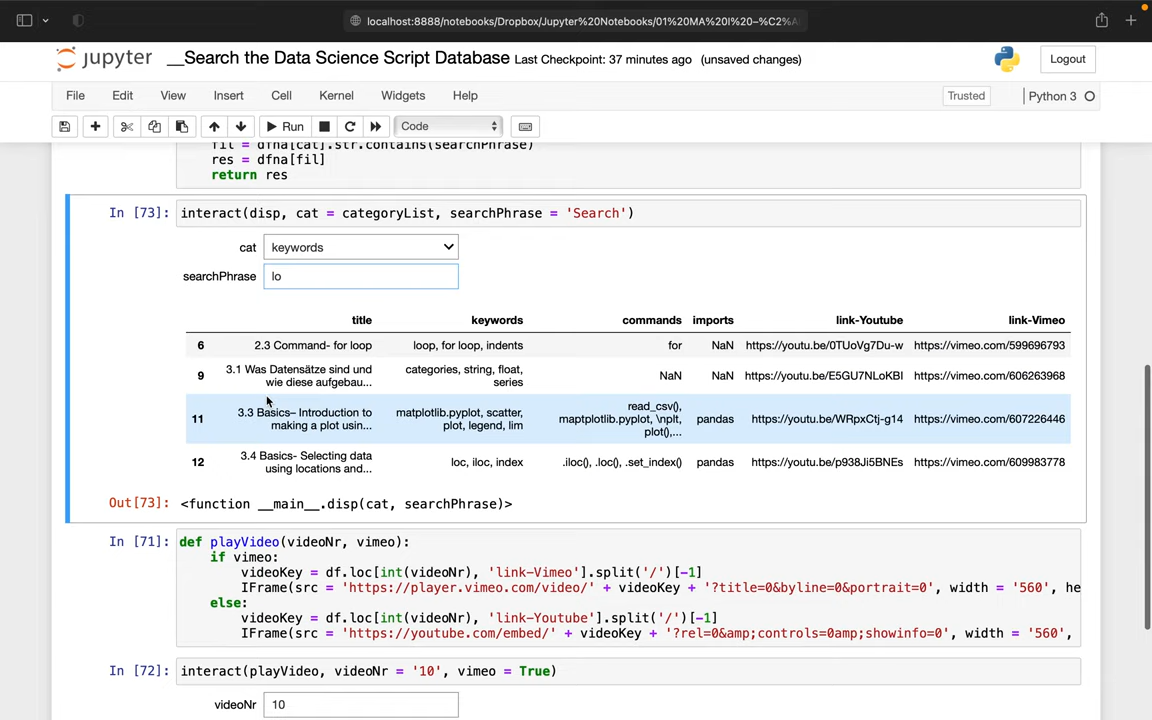 localhost:8888/notebooks/Dropbox/Jupyter%20Notebooks/01%20MA%20I%20–%C2%A
jupyter __Search the Data Science Script Database Last Checkpoint: 37 minutes ago (unsaved changes) Logout
File Edit View Insert Cell Kernel Widgets Help Trusted Python 3
Run Code
fil = dfna[cat].str.contains(searchPhrase)
res = dfna[fil]
return res
In [73]: interact(disp, cat = categoryList, searchPhrase = 'Search')
cat keywords
searchPhrase lo
title keywords commands imports link-Youtube link-Vimeo
6 2.3 Command- for loop loop, for loop, indents for NaN https://youtu.be/0TUoVg7Du-w https://vimeo.com/599696793
9 3.1 Was Datensätze sind und wie diese aufgebau... categories, string, float, series NaN NaN https://youtu.be/E5GU7NLoKBI https://vimeo.com/606263968
11 3.3 Basics– Introduction to making a plot usin... matplotlib.pyplot, scatter, plot, legend, lim read_csv(), maptplotlib.pyplot, \nplt, plot(),... pandas https://youtu.be/WRpxCtj-g14 https://vimeo.com/607226446
12 3.4 Basics- Selecting data using locations and... loc, iloc, index .iloc(), .loc(), .set_index() pandas https://youtu.be/p938Ji5BNEs https://vimeo.com/609983778
Out[73]: <function __main__.disp(cat, searchPhrase)>
In [71]: def playVideo(videoNr, vimeo):
if vimeo:
videoKey = df.loc[int(videoNr), 'link-Vimeo'].split('/')[-1]
IFrame(src = 'https://player.vimeo.com/video/' + videoKey + '?title=0&byline=0&portrait=0', width = '560', he
else:
videoKey = df.loc[int(videoNr), 'link-Youtube'].split('/')[-1]
IFrame(src = 'https://youtube.com/embed/' + videoKey + '?rel=0&amp;controls=0amp;showinfo=0', width = '560',
In [72]: interact(playVideo, videoNr = '10', vimeo = True)
videoNr 10